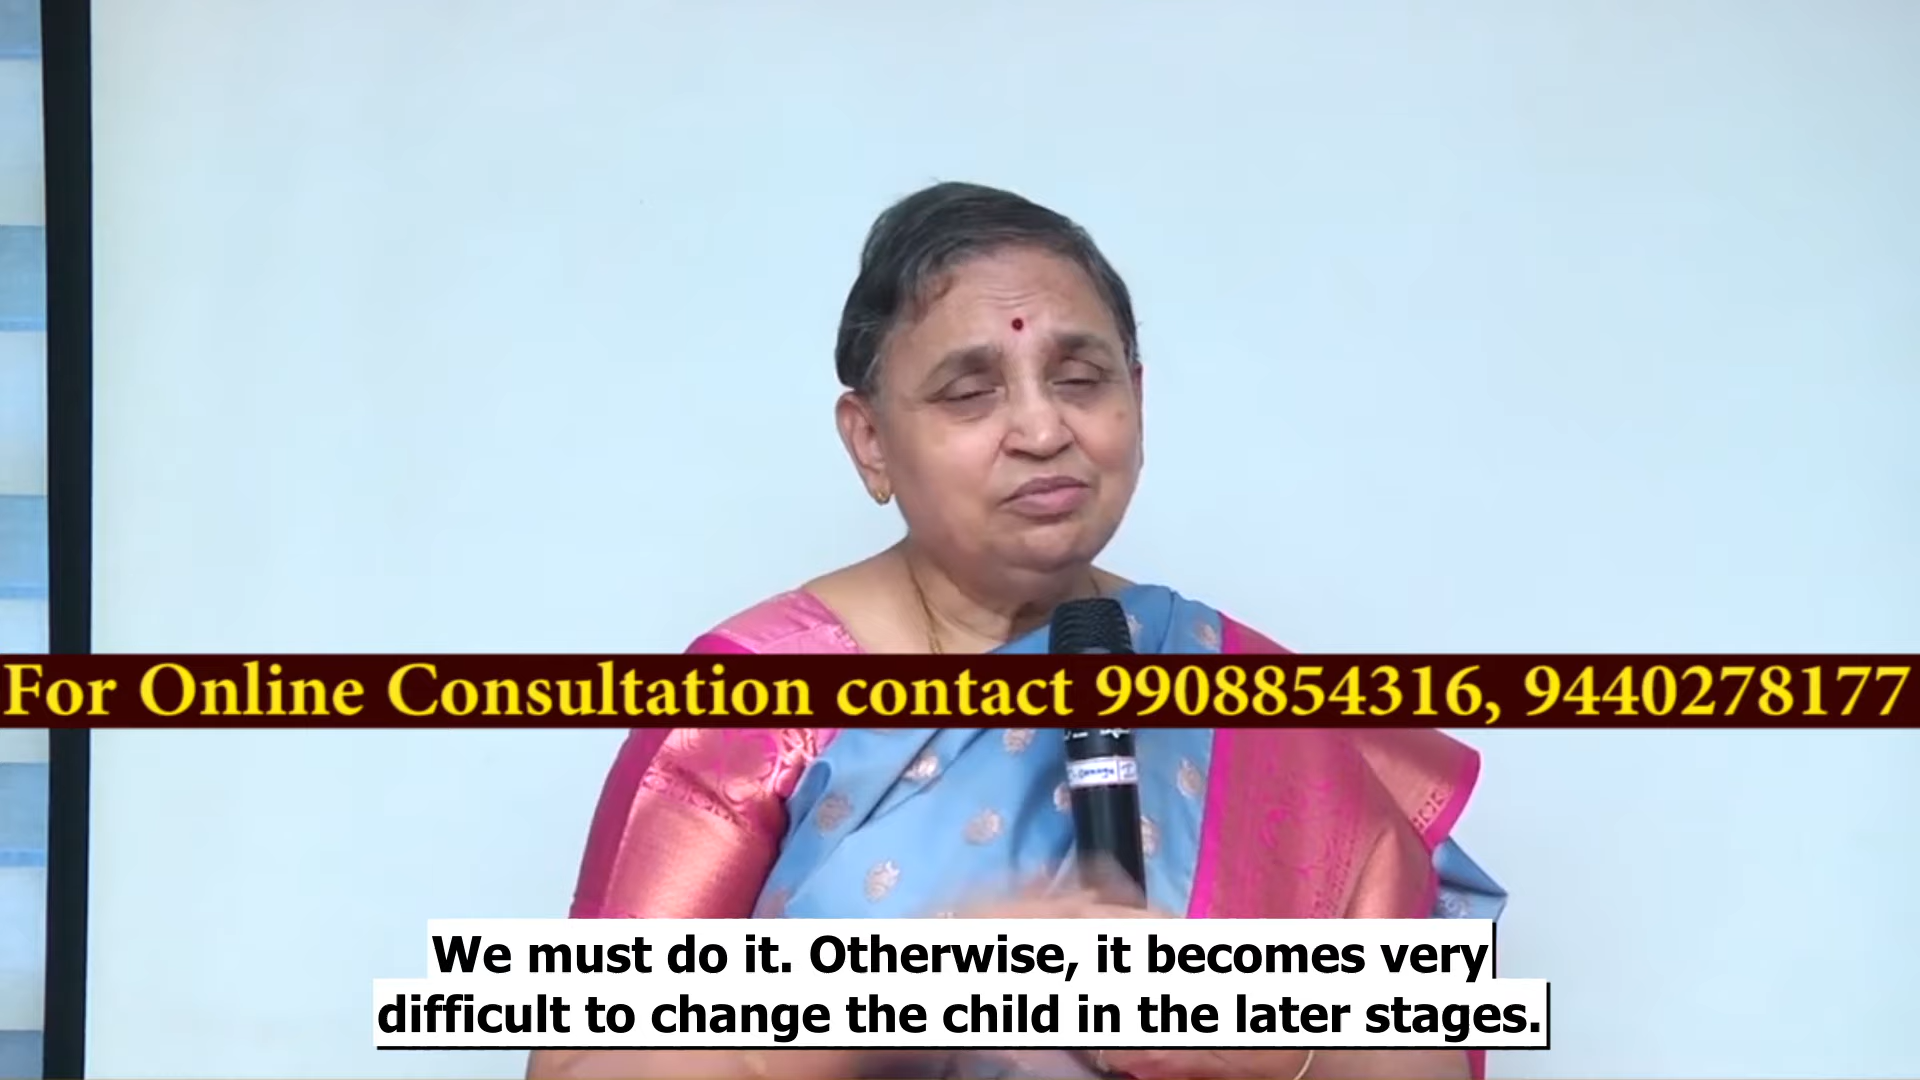 For Online Consultation contact 9908854316, 9440278177
We must do it. Otherwise, it becomes very
difficult to change the child in the later stages.